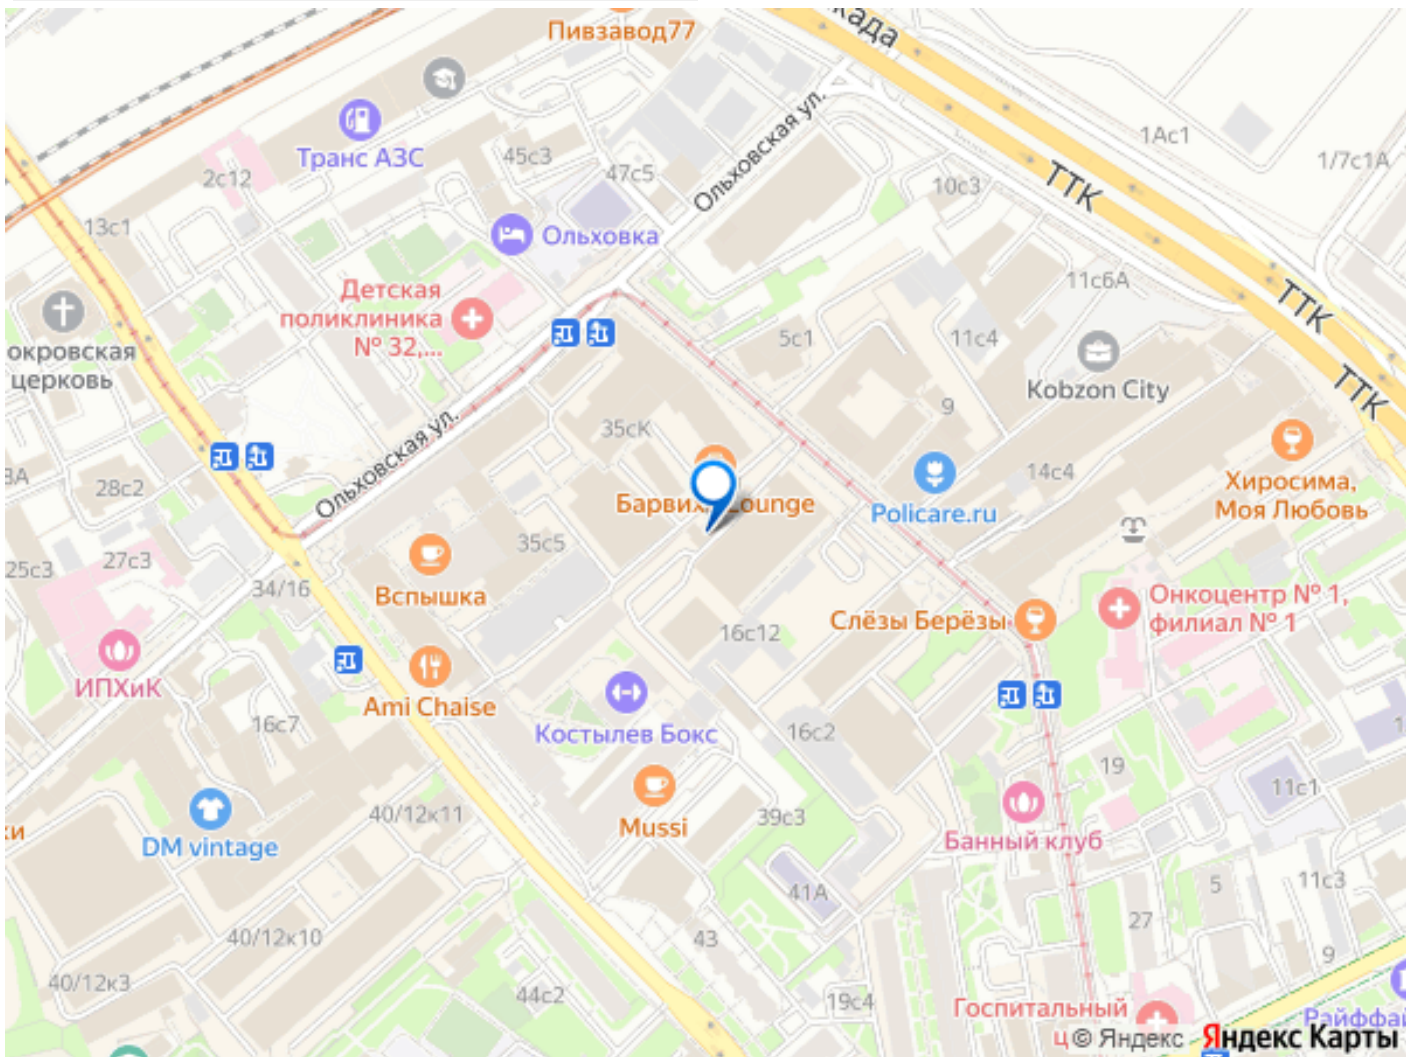 Пивзавод77
Ольховская ул.
Транс АЗС
45с3
47с5
2с12
1Ас1
1/7с1А
ТТК
10с3
13с1
Ольховка
Детская
поликлиника
№ 32,...
11с6А
ТТК
5с1
11с4
Kobzon City
окровская
церковь
ТТК
9
Ольховская ул.
35сК
28с2
14с4
Хиросима,
Моя Любовь
Policare.ru
35с5
27с3
25с3
34/16
Вспышка
Онкоцентр № 1,
филиал № 1
Слёзы Берёзы
16с12
ИПХиК
Ami Chaise
16с7
Костылев Бокс
16с2
19
11с1
40/12к11
Mussi
39с3
Банный клуб
DM vintage
41А
5
11с3
27
40/12к10
43
9
40/12к3
44с2
19с4
Госпитальный
© Яндекс
Яндекс Карты